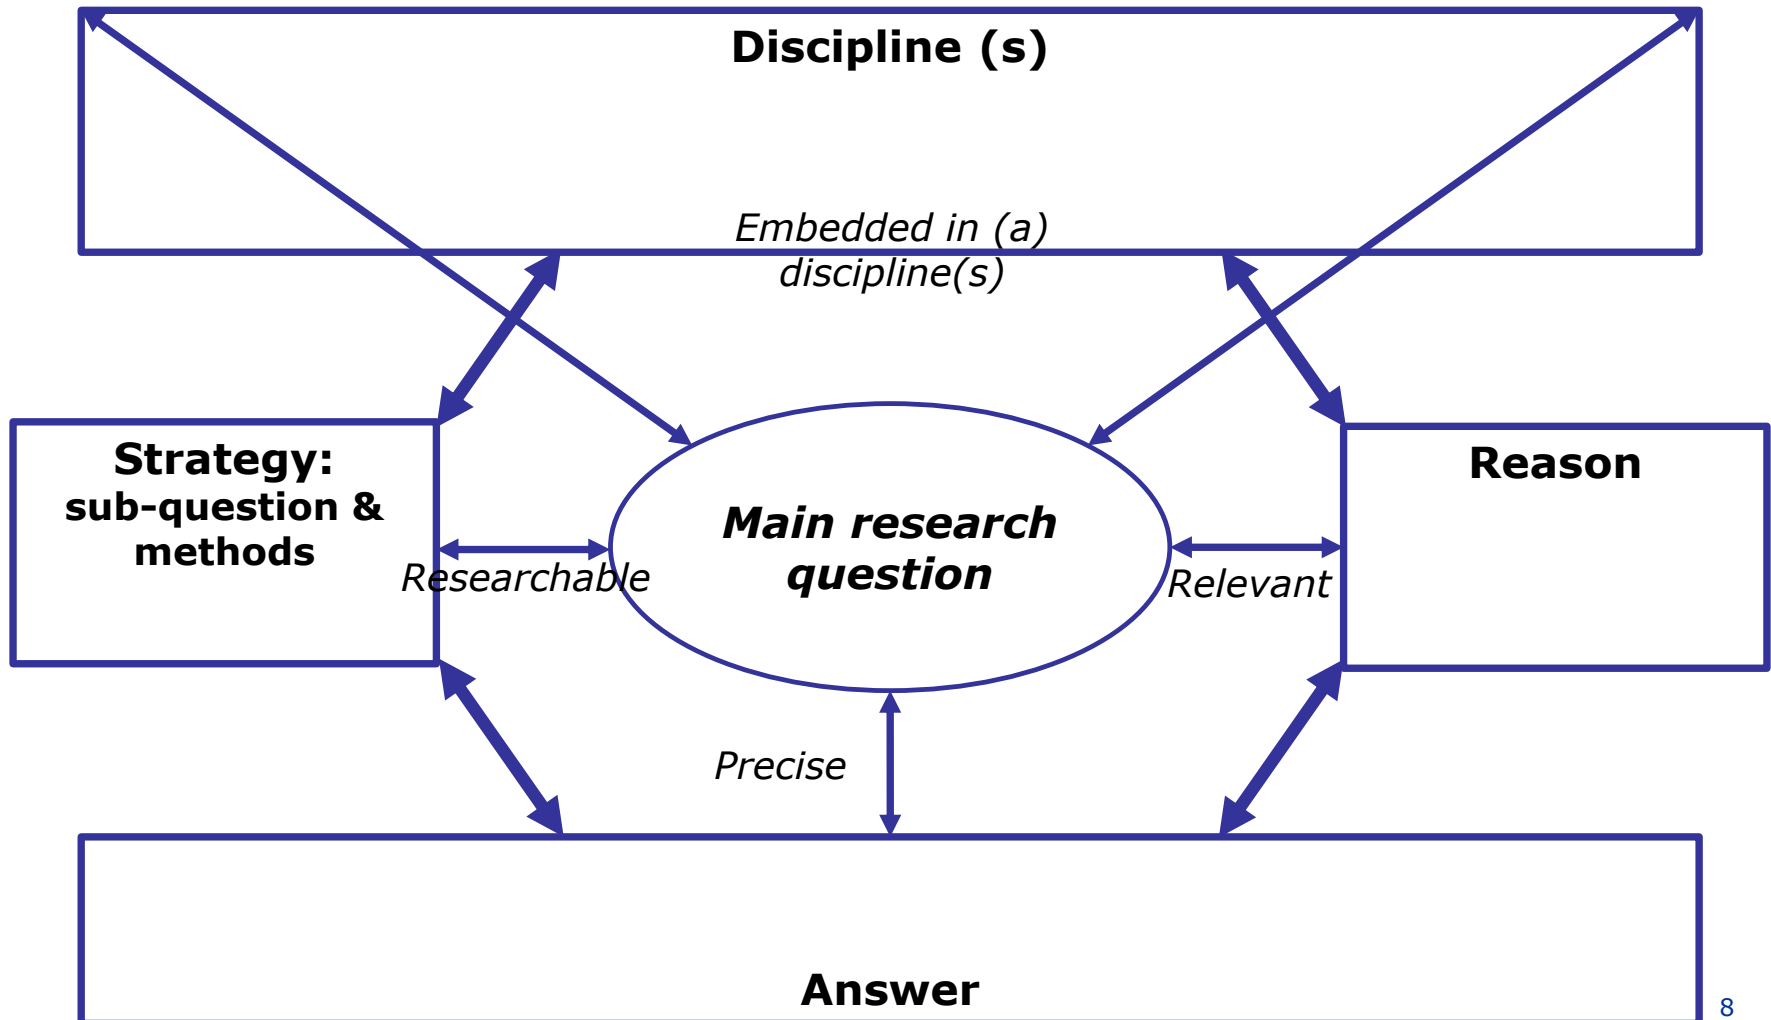 Discipline (s)
Embedded in (a)
discipline(s)
Strategy:
sub-question &
methods
Researchable
Main research
question
Relevant
Reason
Precise
Answer
8